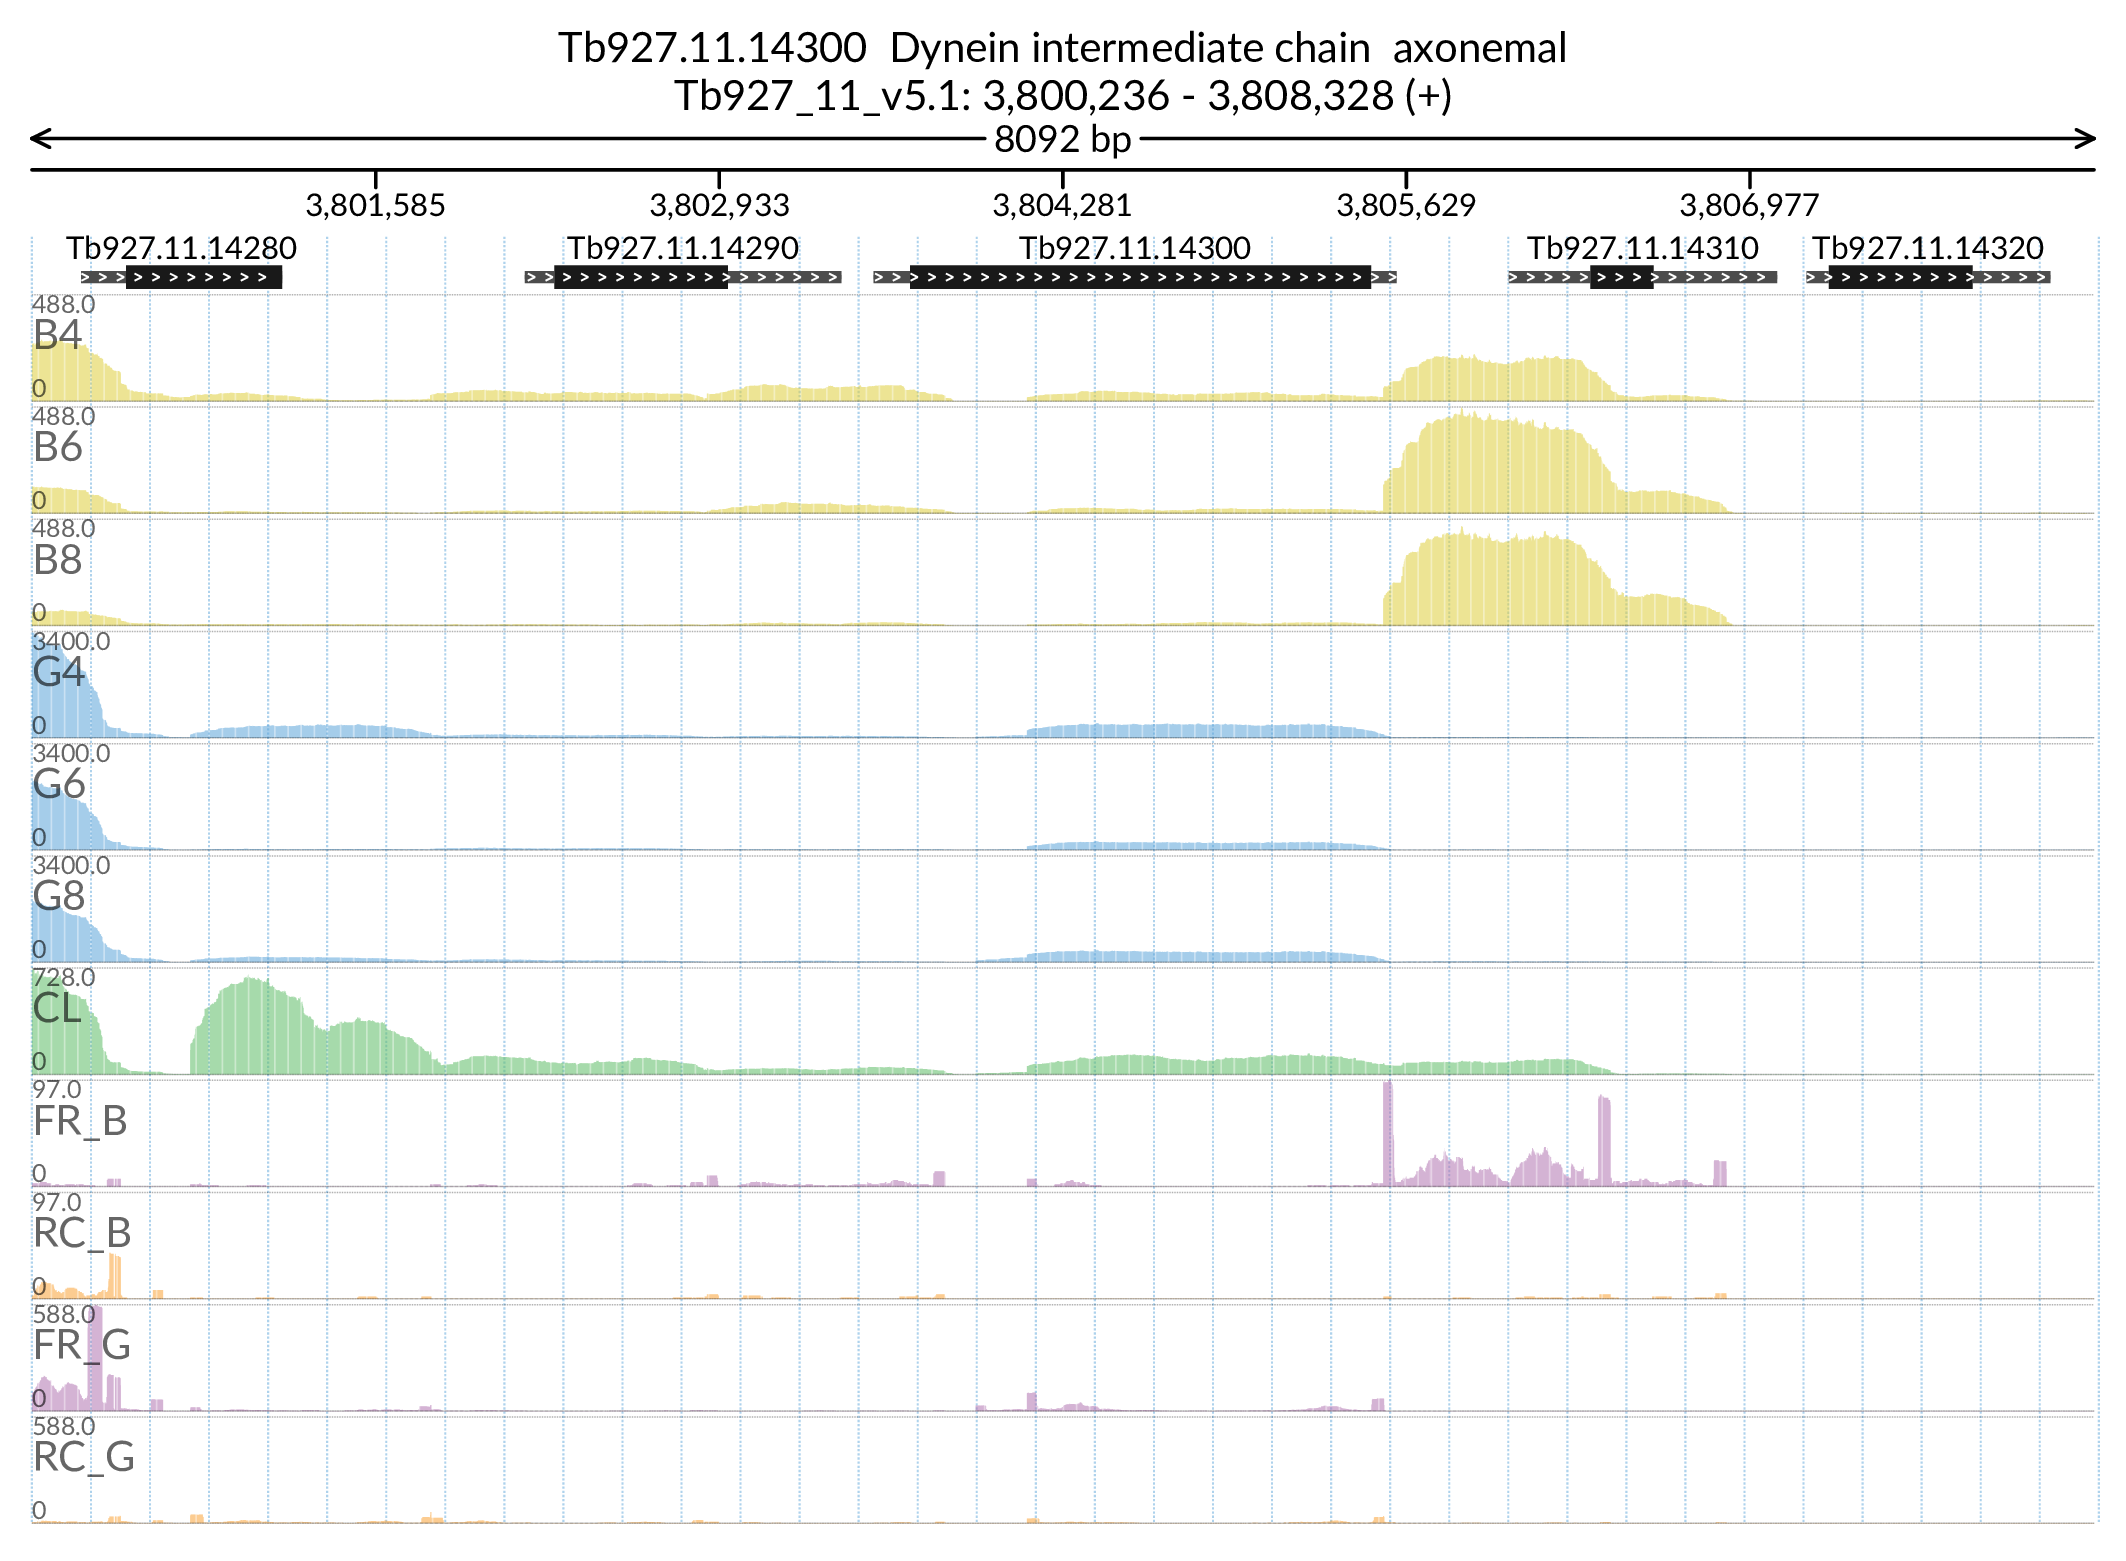 Tb927.11.14300  Dynein intermediate chain  axonemal
Tb927_11_v5.1: 3,800,236 - 3,808,328 (+)
8092 bp
3,801,585 3,802,933 3,804,281 3,805,629 3,806,977
Tb927.11.14280 Tb927.11.14290 Tb927.11.14300 Tb927.11.14310 Tb927.11.14320
488.0
B4
0
488.0
B6
0
488.0
B8
0
3400.0
G4
0
3400.0
G6
0
3400.0
G8
0
728.0
CL
0
97.0
FR_B
0
97.0
RC_B
0
588.0
FR_G
0
588.0
RC_G
0